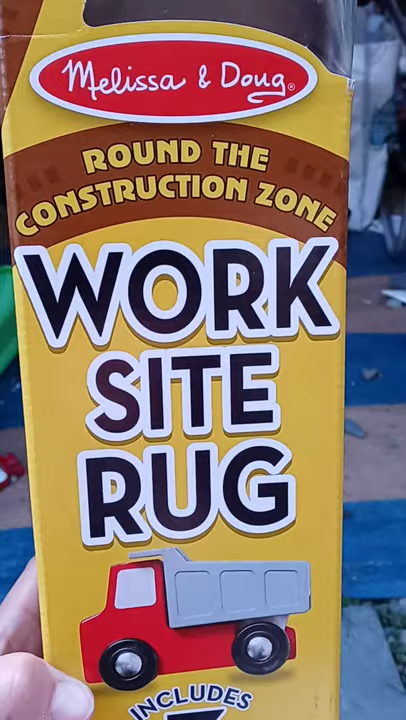 Melissa & Doug®
ROUND THE
CONSTRUCTION ZONE
WORK
SITE
RUG
INCLUDES